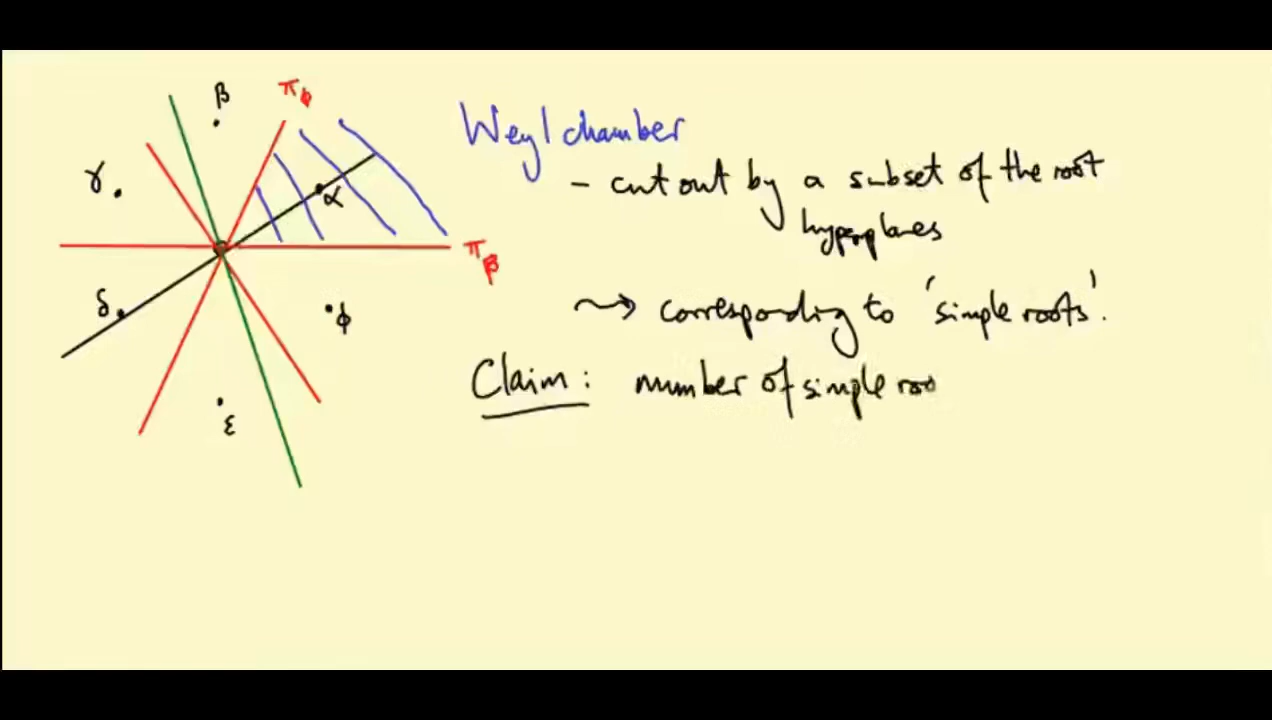 β
π_ϕ
Weyl chamber
- cut out by a subset of the root
hyperplanes
γ
α
π_β
δ
ϕ
⇝ corresponding to 'simple roots'.
Claim: number of simple roo
ε